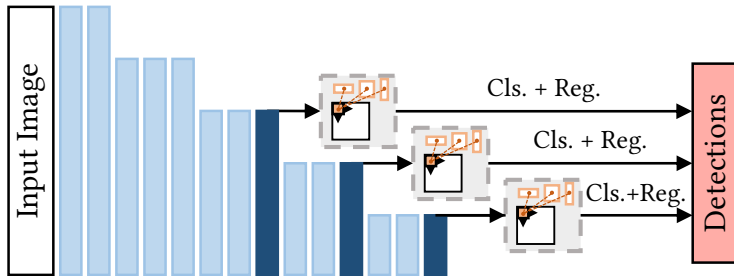 Input Image
Cls. + Reg.
Cls. + Reg.
Cls.+Reg.
Detections